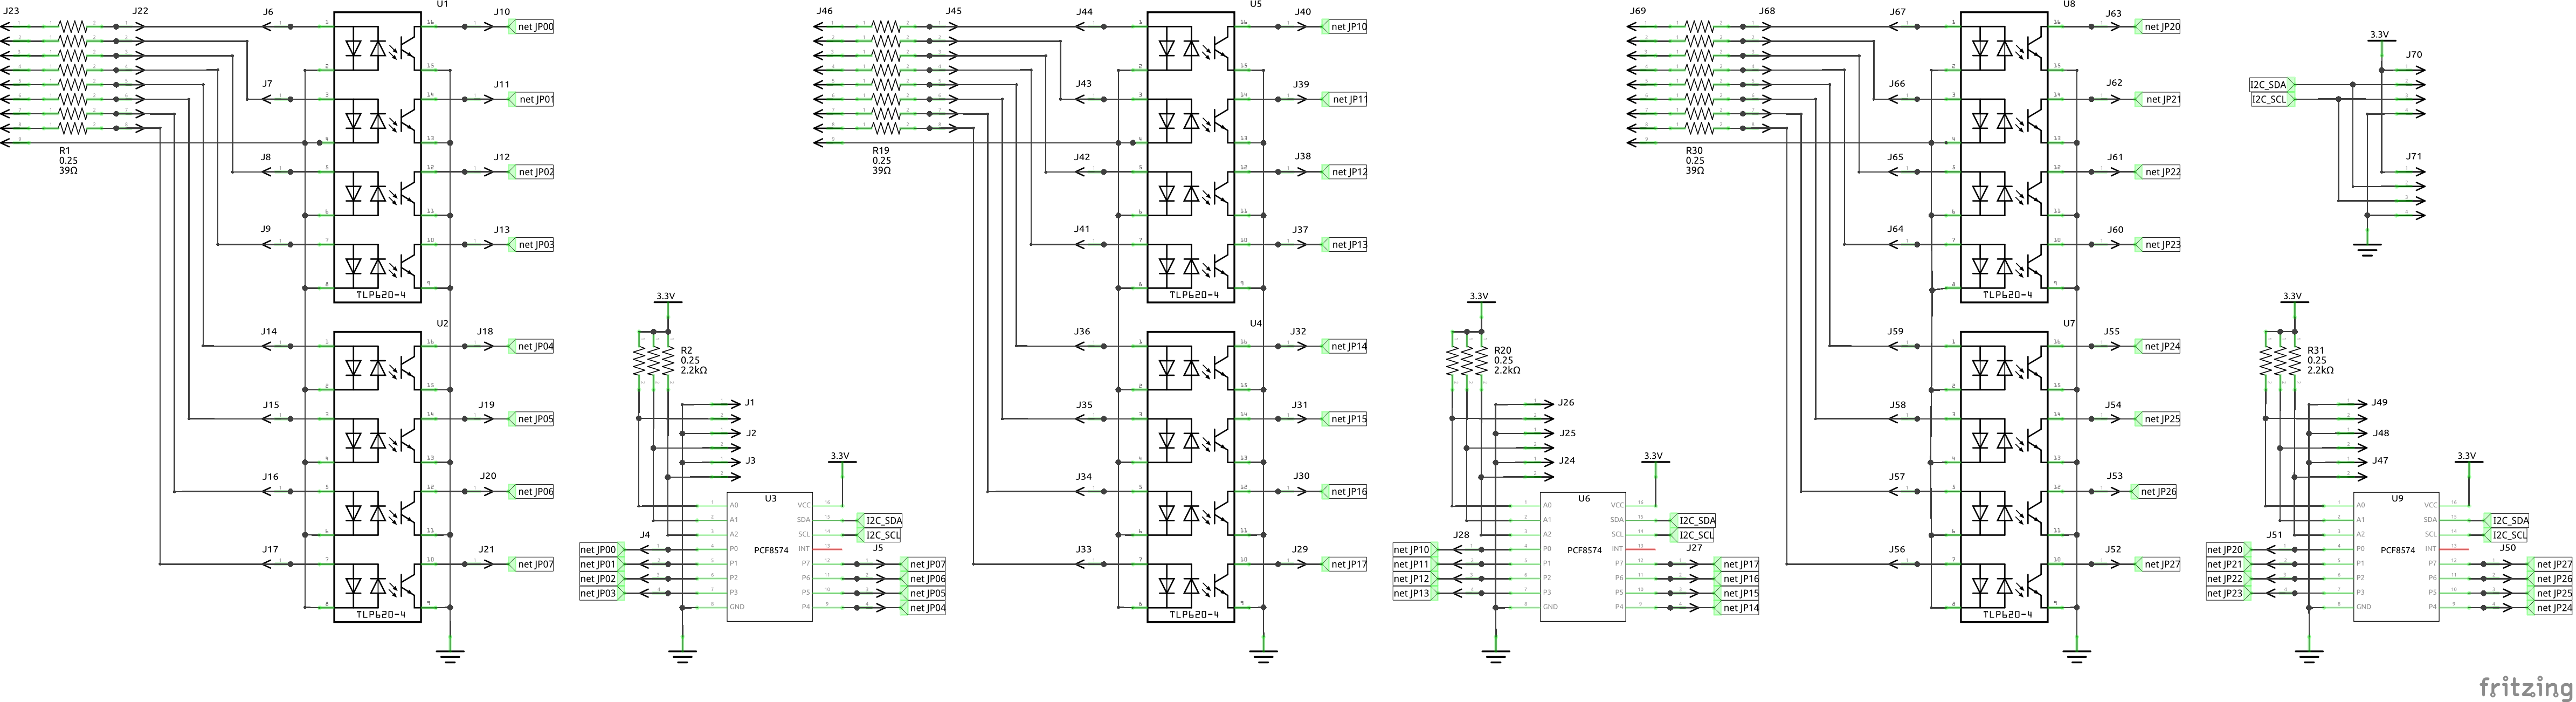 J23
J22
J6
U1
J10
net JP00
J7
J11
net JP01
R1
0.25
39Ω
J8
J12
net JP02
J9
J13
net JP03
TLP620-4
U2
J14
J18
net JP04
J15
J19
net JP05
J16
J20
net JP06
J17
J21
net JP07
TLP620-4
3.3V
R2
0.25
2.2kΩ
J1
J2
J3
3.3V
U3
A0
A1
A2
P0
P1
P2
P3
GND
PCF8574
VCC
SDA
SCL
INT
P7
P6
P5
P4
I2C_SDA
I2C_SCL
J4
net JP00
net JP01
net JP02
net JP03
J5
net JP07
net JP06
net JP05
net JP04
J46
J45
J44
U5
J40
net JP10
J43
J39
net JP11
R19
0.25
39Ω
J42
J38
net JP12
J41
J37
net JP13
TLP620-4
U4
J36
J32
net JP14
J35
J31
net JP15
J34
J30
net JP16
J33
J29
net JP17
TLP620-4
3.3V
R20
0.25
2.2kΩ
J26
J25
J24
3.3V
U6
A0
A1
A2
P0
P1
P2
P3
GND
PCF8574
VCC
SDA
SCL
INT
P7
P6
P5
P4
I2C_SDA
I2C_SCL
J28
net JP10
net JP11
net JP12
net JP13
J27
net JP17
net JP16
net JP15
net JP14
J69
J68
J67
U8
J63
net JP20
J66
J62
net JP21
R30
0.25
39Ω
J65
J61
net JP22
J64
J60
net JP23
TLP620-4
U7
J59
J55
net JP24
J58
J54
net JP25
J57
J53
net JP26
J56
J52
net JP27
TLP620-4
3.3V
J70
I2C_SDA
I2C_SCL
J71
3.3V
R31
0.25
2.2kΩ
J49
J48
J47
3.3V
U9
A0
A1
A2
P0
P1
P2
P3
GND
PCF8574
VCC
SDA
SCL
INT
P7
P6
P5
P4
I2C_SDA
I2C_SCL
J51
net JP20
net JP21
net JP22
net JP23
J50
net JP27
net JP26
net JP25
net JP24
fritzing